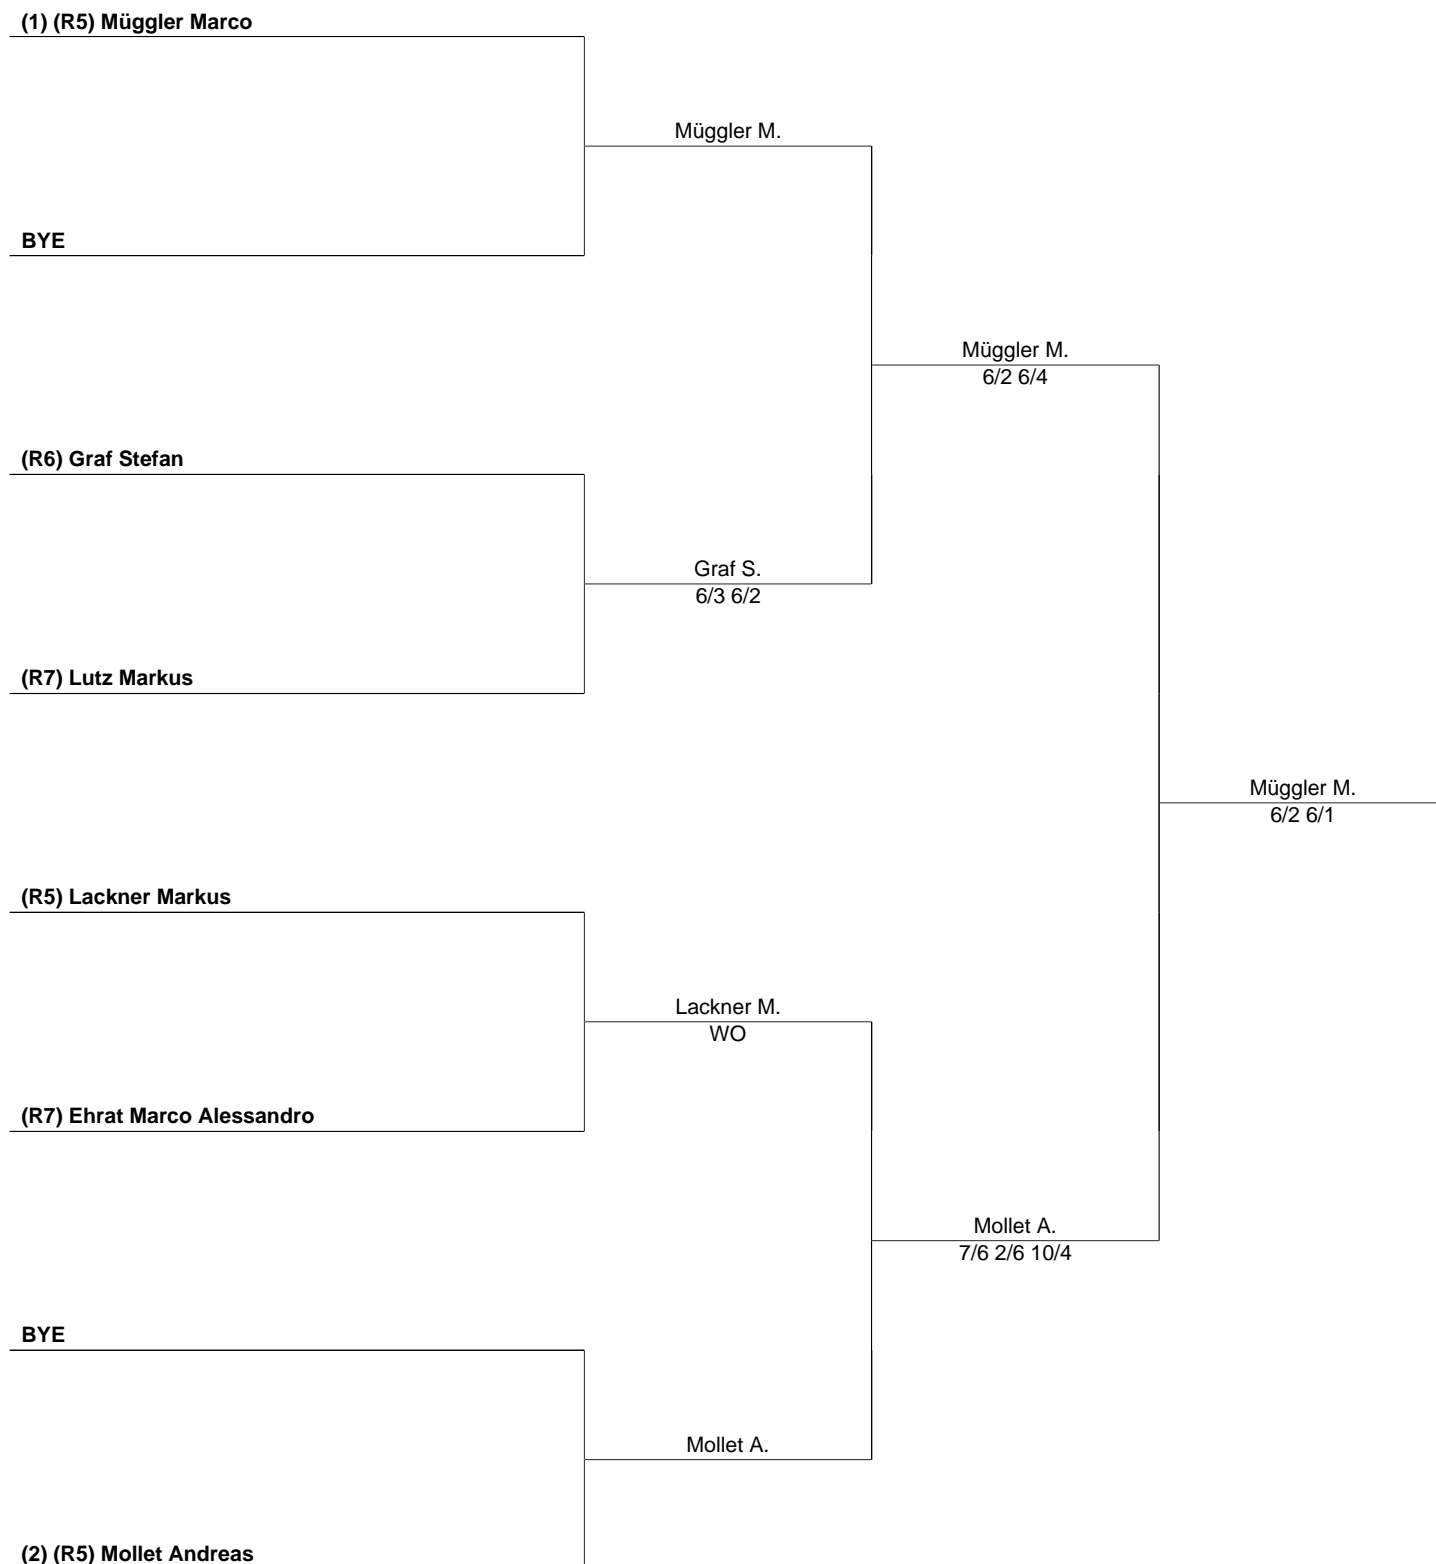 (1) (R5) Müggler Marco
Müggler M.
BYE
Müggler M.
6/2 6/4
(R6) Graf Stefan
Graf S.
6/3 6/2
(R7) Lutz Markus
Müggler M.
6/2 6/1
(R5) Lackner Markus
Lackner M.
WO
(R7) Ehrat Marco Alessandro
Mollet A.
7/6 2/6 10/4
BYE
Mollet A.
(2) (R5) Mollet Andreas